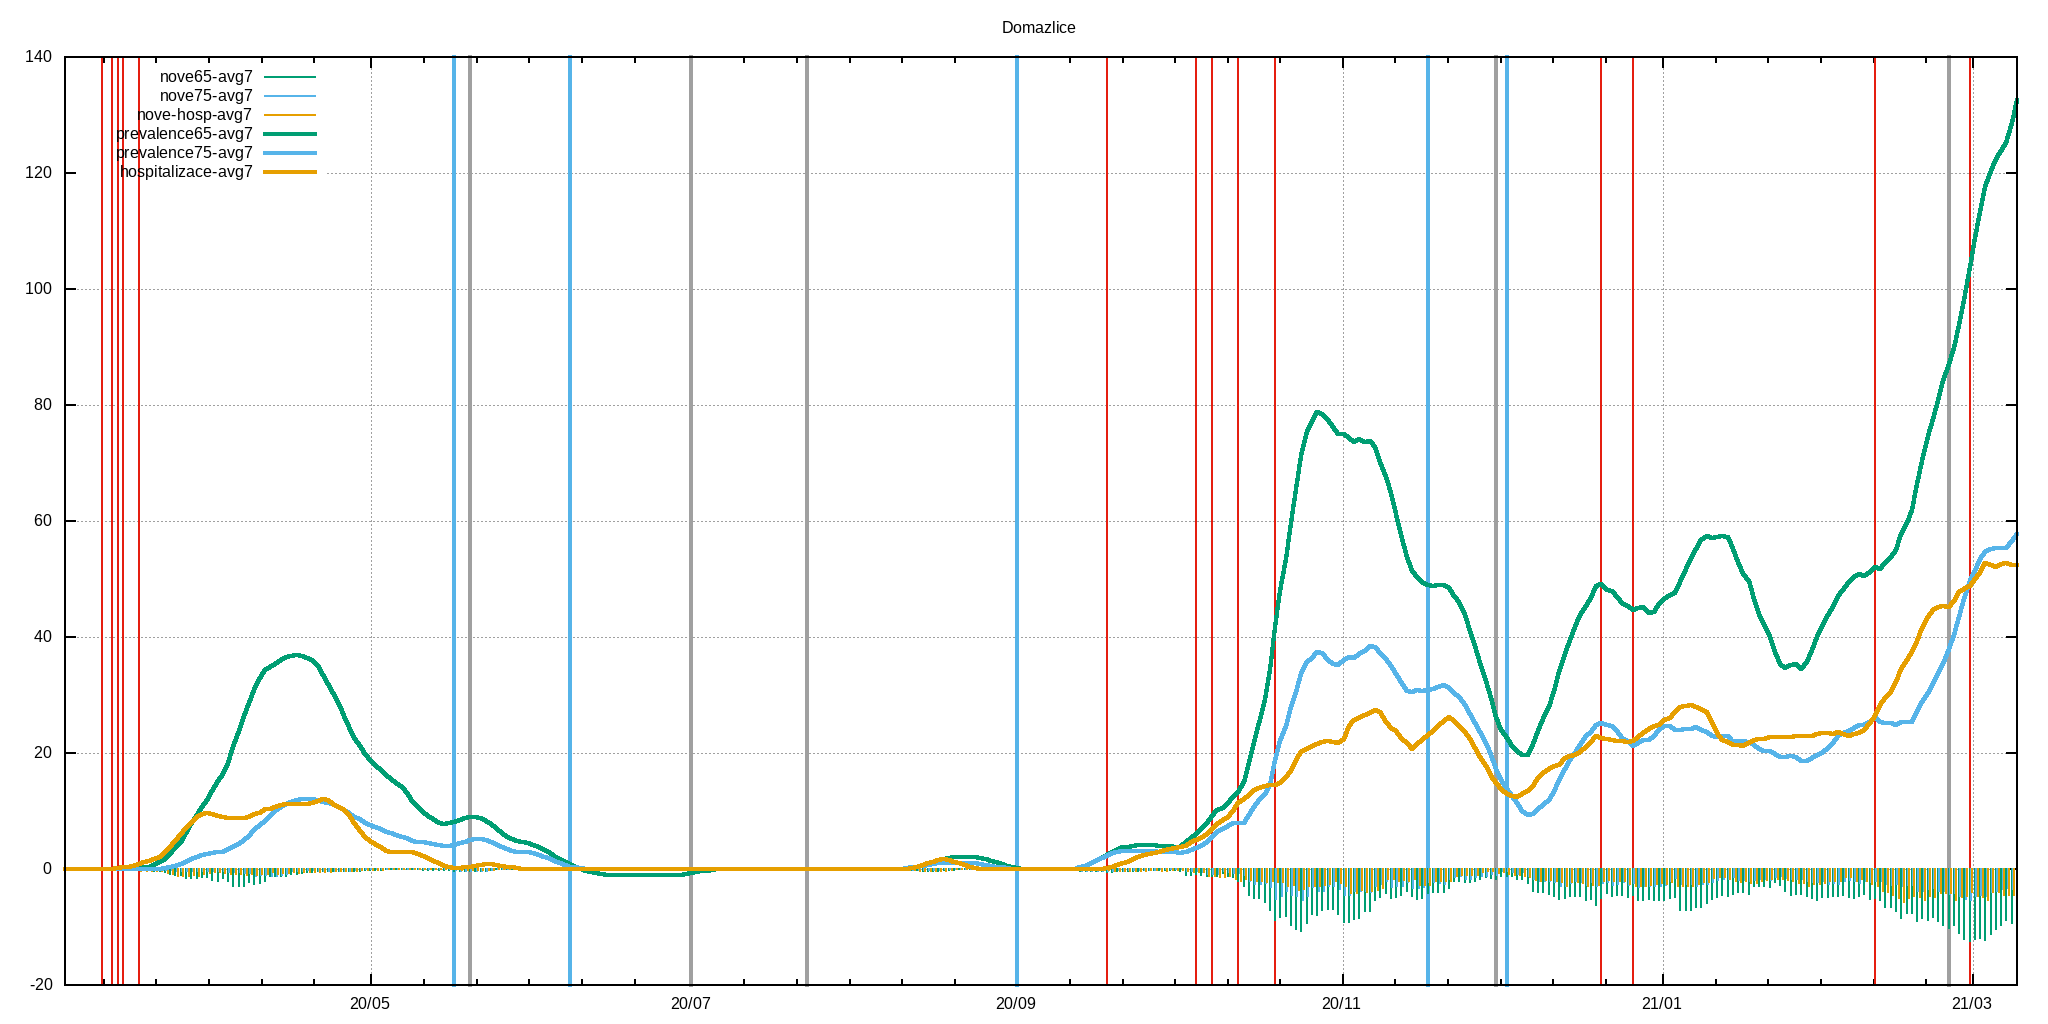 Domazlice
140
120
100
80
60
40
20
0
-20
nove65-avg7
nove75-avg7
nove-hosp-avg7
prevalence65-avg7
prevalence75-avg7
hospitalizace-avg7
20/05 20/07 20/09 20/11 21/01 21/03